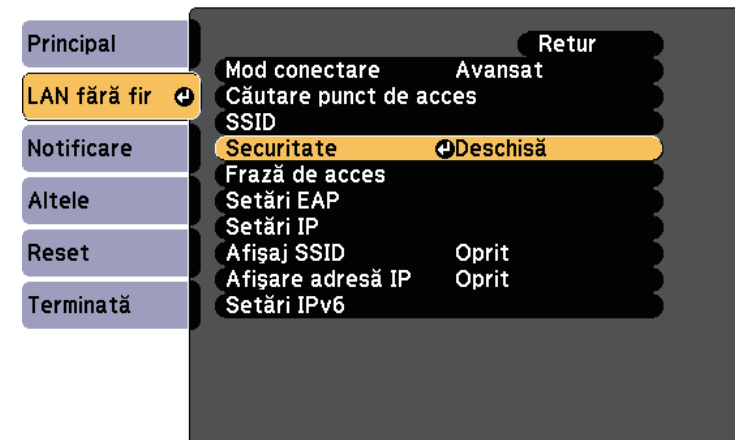 Principal
LAN fără fir
Notificare
Altele
Reset
Terminată
Retur
Mod conectare Avansat
Căutare punct de acces
SSID
Securitate Deschisă
Frază de acces
Setări EAP
Setări IP
Afişaj SSID Oprit
Afişare adresă IP Oprit
Setări IPv6